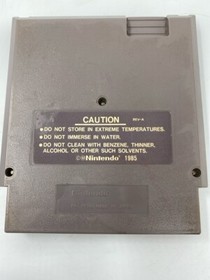 CAUTION
REV-A
• DO NOT STORE IN EXTREME TEMPERATURES.
• DO NOT IMMERSE IN WATER.
• DO NOT CLEAN WITH BENZENE, THINNER,
ALCOHOL OR OTHER SUCH SOLVENTS.
©®Nintendo® 1985